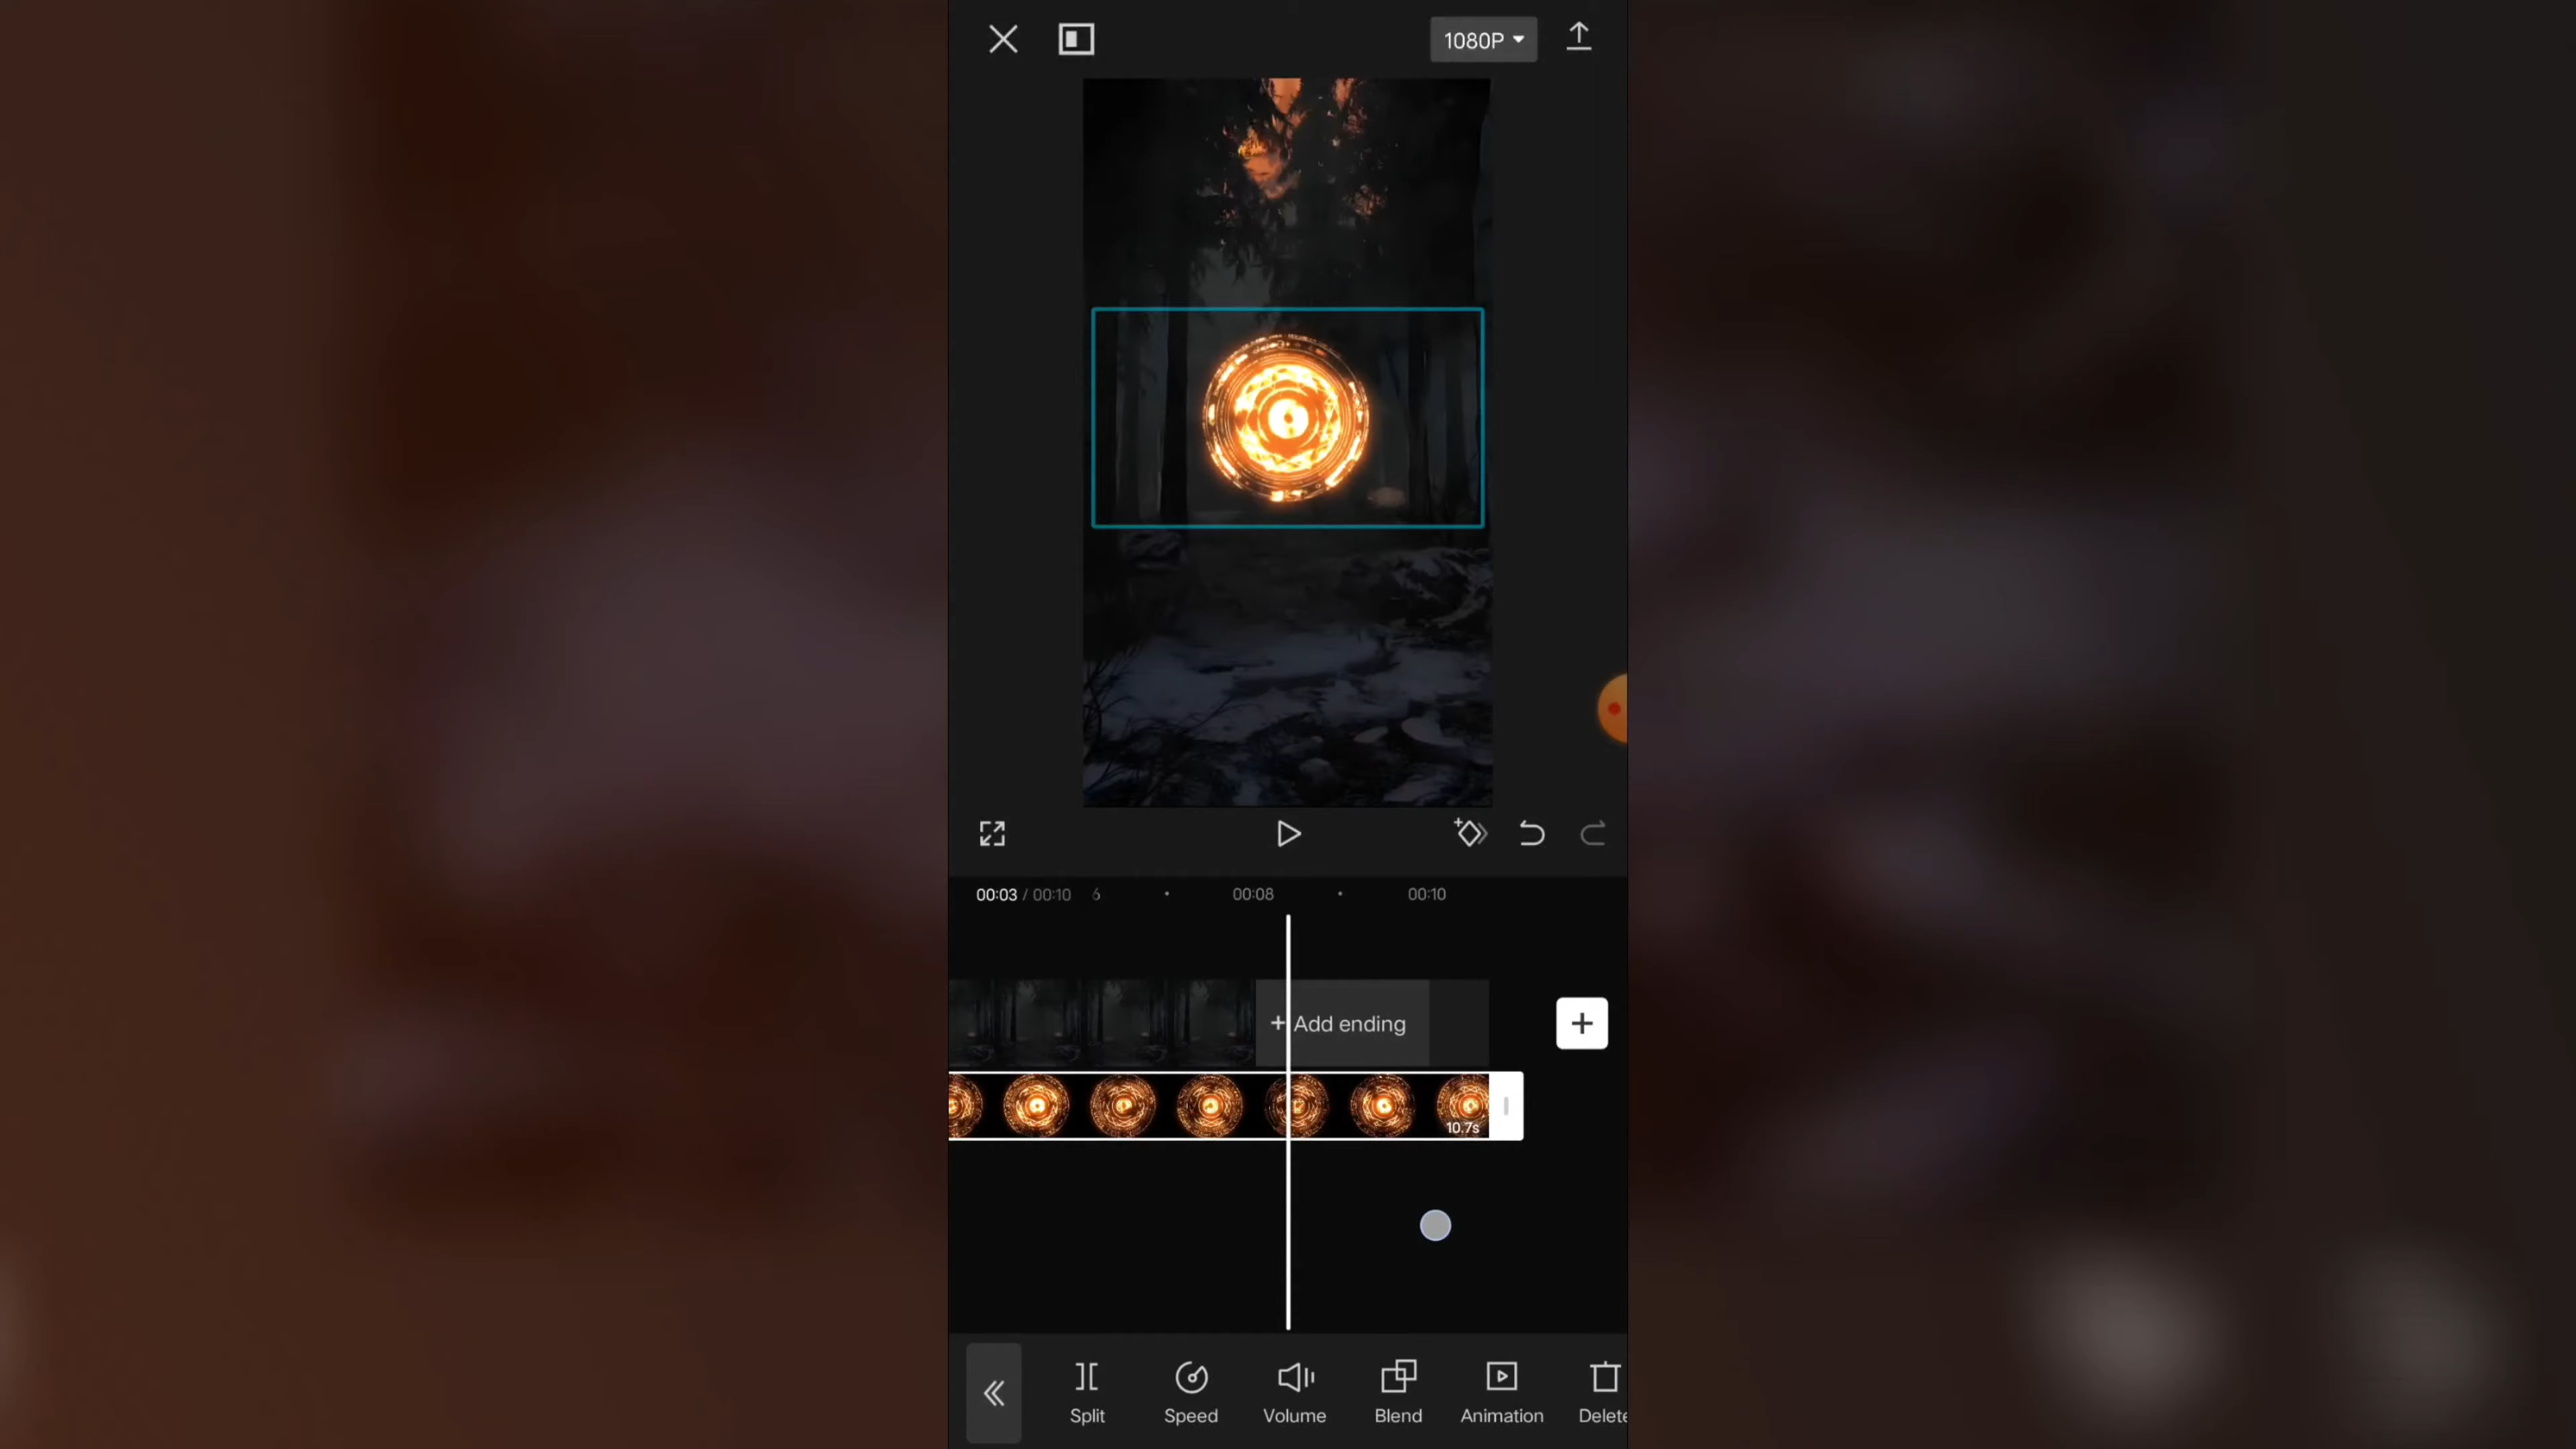 1080P
00:03 / 00:10 6 00:08 00:10
+ Add ending
10.7s
Split Speed Volume Blend Animation Delete